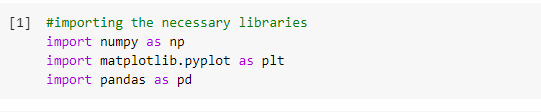 [1] #importing the necessary libraries
import numpy as np
import matplotlib.pyplot as plt
import pandas as pd